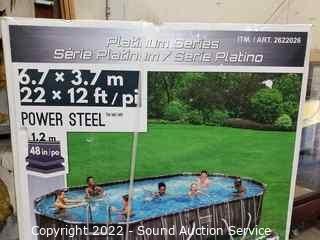 Platinum Series
ITM. / ART. 2622026
Série Platinum / Serie Platino
6.7 x 3.7 m
22 x 12 ft / pi
POWER STEEL
1.2 m
48 in/po
Copyright 2022 - Sound Auction Service